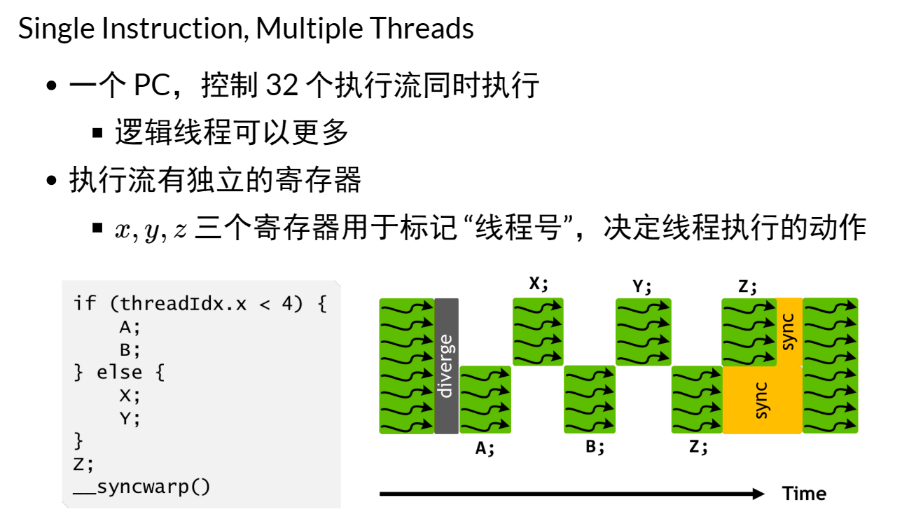 Single Instruction, Multiple Threads
• 一个 PC，控制 32 个执行流同时执行
▪ 逻辑线程可以更多
• 执行流有独立的寄存器
▪ x, y, z 三个寄存器用于标记 “线程号”，决定线程执行的动作
if (threadIdx.x < 4) {
    A;
    B;
} else {
    X;
    Y;
}
Z;
__syncwarp()
X; Y; Z;
diverge
sync
sync
A; B; Z;
Time